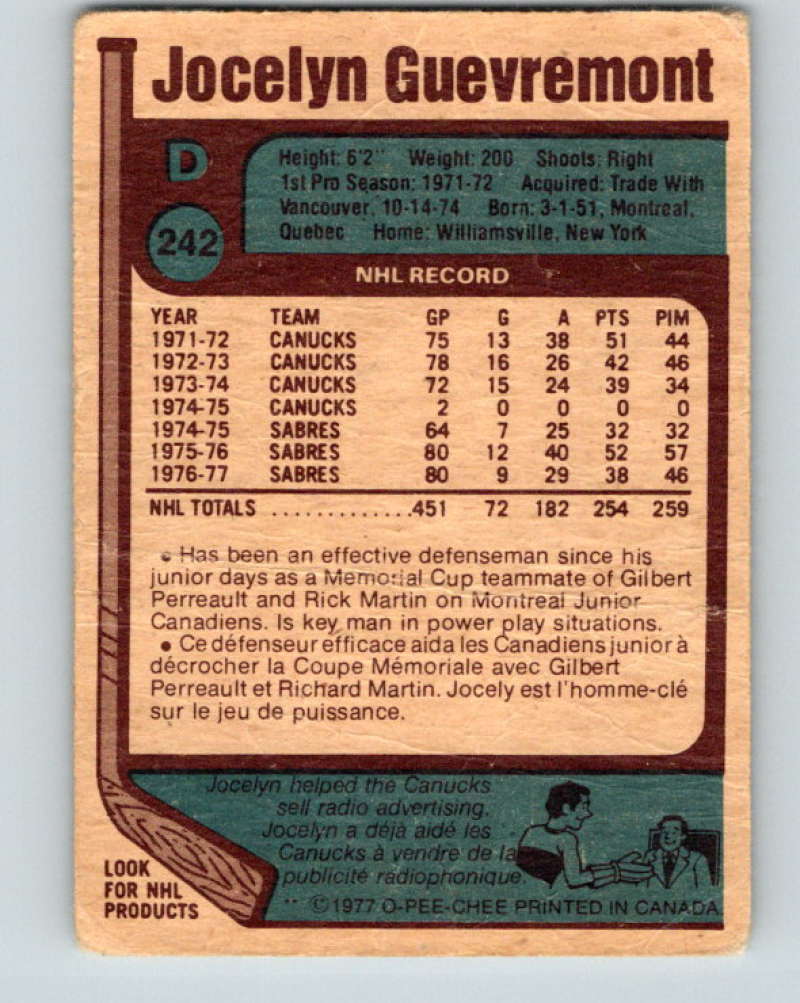 Jocelyn Guevremont
D
242
Height: 6'2" Weight: 200 Shoots: Right
1st Pro Season: 1971-72 Acquired: Trade With
Vancouver, 10-14-74 Born: 3-1-51, Montreal,
Quebec Home: Williamsville, New York
NHL RECORD
YEAR TEAM GP G A PTS PIM
1971-72 CANUCKS 75 13 38 51 44
1972-73 CANUCKS 78 16 26 42 46
1973-74 CANUCKS 72 15 24 39 34
1974-75 CANUCKS 2 0 0 0 0
1974-75 SABRES 64 7 25 32 32
1975-76 SABRES 80 12 40 52 57
1976-77 SABRES 80 9 29 38 46
NHL TOTALS .............451 72 182 254 259
• Has been an effective defenseman since his
junior days as a Memorial Cup teammate of Gilbert
Perreault and Rick Martin on Montreal Junior
Canadiens. Is key man in power play situations.
• Ce défenseur efficace aida les Canadiens junior à
décrocher la Coupe Mémoriale avec Gilbert
Perreault et Richard Martin. Jocely est l'homme-clé
sur le jeu de puissance.
Jocelyn helped the Canucks
sell radio advertising.
Jocelyn a déjà aidé les
Canucks à vendre de la
publicité radiophonique.
LOOK
FOR NHL
PRODUCTS
** ©1977 O-PEE-CHEE PRINTED IN CANADA